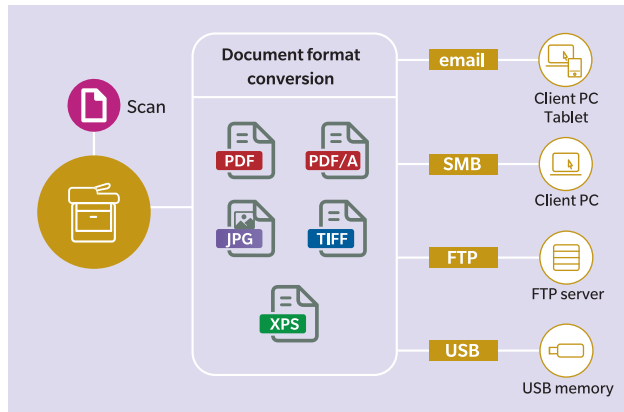 Scan
Document format
conversion
PDF
PDF/A
JPG
TIFF
XPS
email
Client PC
Tablet
SMB
Client PC
FTP
FTP server
USB
USB memory